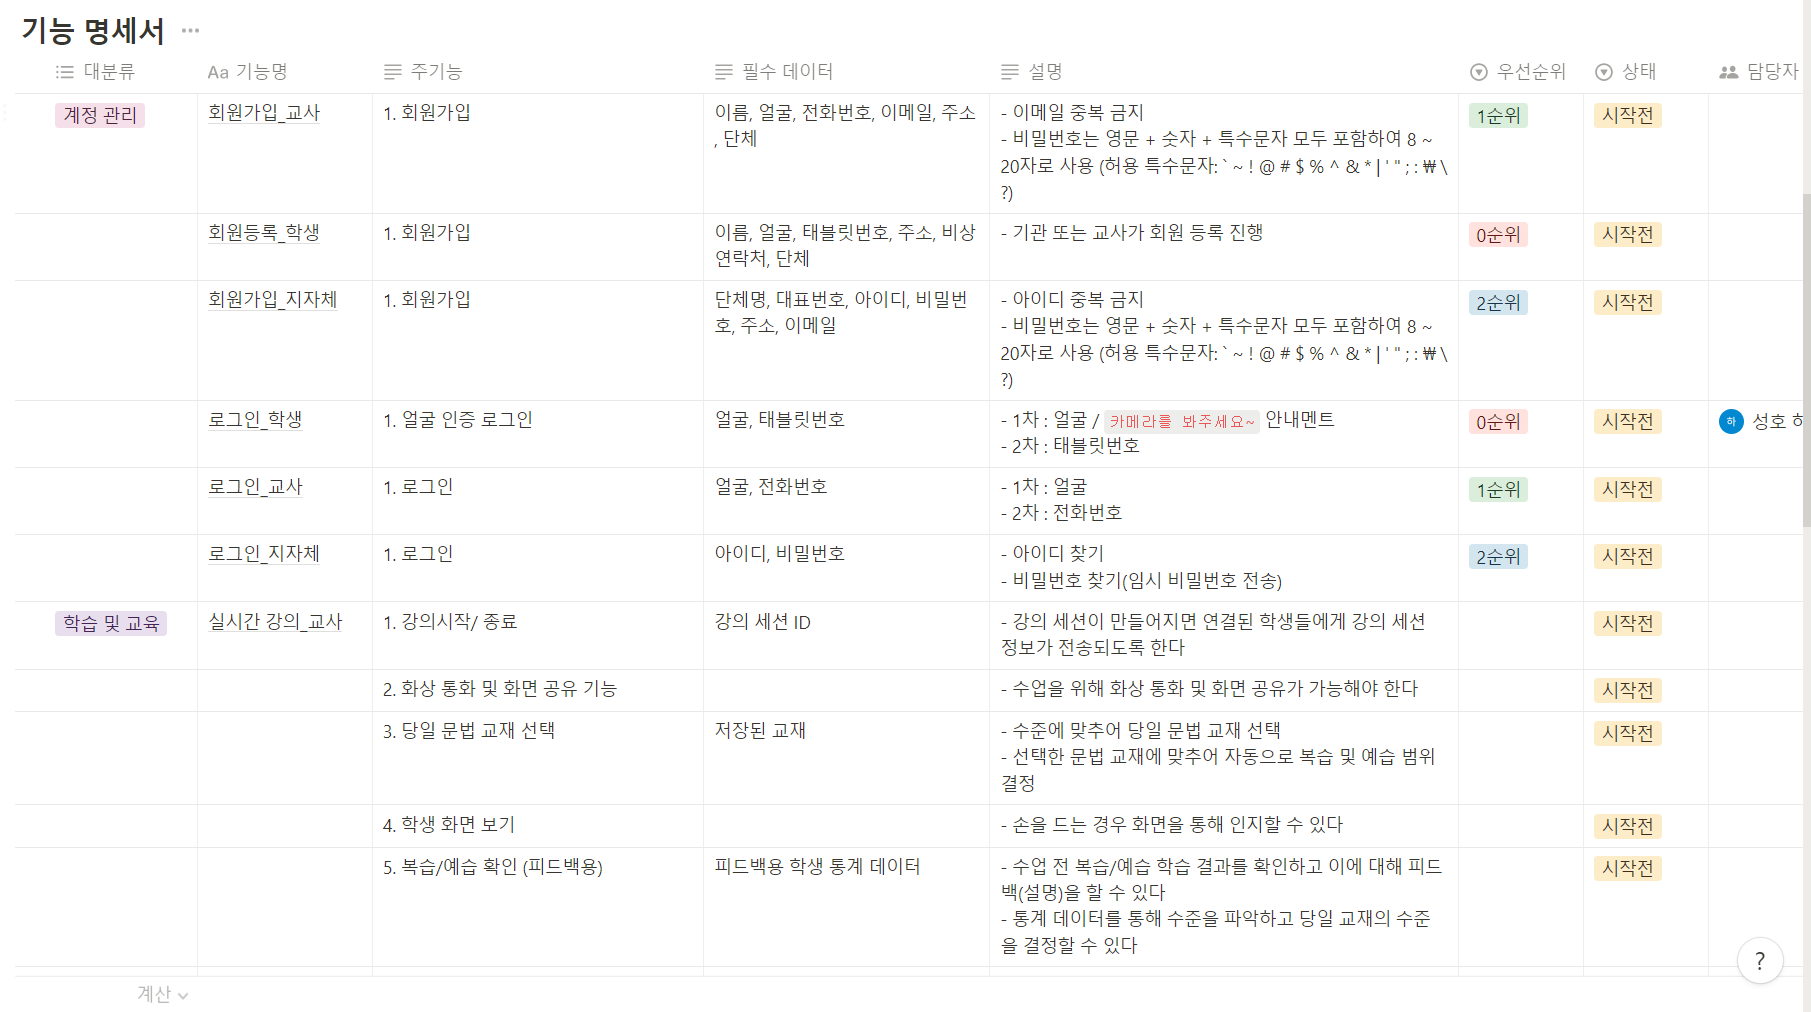 기능 명세서
대분류 Aa 기능명 주기능 필수 데이터 설명 우선순위 상태 담당자
계정 관리 회원가입_교사 1. 회원가입 이름, 얼굴, 전화번호, 이메일, 주소 - 이메일 중복 금지 1순위 시작전
, 단체 - 비밀번호는 영문 + 숫자 + 특수문자 모두 포함하여 8 ~
20자로 사용 (허용 특수문자: ` ~ ! @ # $ % ^ & * | ' " ; : ₩ \
?)
회원등록_학생 1. 회원가입 이름, 얼굴, 태블릿번호, 주소, 비상 - 기관 또는 교사가 회원 등록 진행 0순위 시작전
연락처, 단체
회원가입_지자체 1. 회원가입 단체명, 대표번호, 아이디, 비밀번 - 아이디 중복 금지 2순위 시작전
호, 주소, 이메일 - 비밀번호는 영문 + 숫자 + 특수문자 모두 포함하여 8 ~
20자로 사용 (허용 특수문자: ` ~ ! @ # $ % ^ & * | ' " ; : ₩ \
?)
로그인_학생 1. 얼굴 인증 로그인 얼굴, 태블릿번호 - 1차 : 얼굴 / 카메라를 봐주세요~ 안내멘트 0순위 시작전 하 성호
- 2차 : 태블릿번호
로그인_교사 1. 로그인 얼굴, 전화번호 - 1차 : 얼굴 1순위 시작전
- 2차 : 전화번호
로그인_지자체 1. 로그인 아이디, 비밀번호 - 아이디 찾기 2순위 시작전
- 비밀번호 찾기(임시 비밀번호 전송)
학습 및 교육 실시간 강의_교사 1. 강의시작/ 종료 강의 세션 ID - 강의 세션이 만들어지면 연결된 학생들에게 강의 세션 시작전
정보가 전송되도록 한다
2. 화상 통화 및 화면 공유 기능 - 수업을 위해 화상 통화 및 화면 공유가 가능해야 한다 시작전
3. 당일 문법 교재 선택 저장된 교재 - 수준에 맞추어 당일 문법 교재 선택 시작전
- 선택한 문법 교재에 맞추어 자동으로 복습 및 예습 범위
결정
4. 학생 화면 보기 - 손을 드는 경우 화면을 통해 인지할 수 있다 시작전
5. 복습/예습 확인 (피드백용) 피드백용 학생 통계 데이터 - 수업 전 복습/예습 학습 결과를 확인하고 이에 대해 피드 시작전
백(설명)을 할 수 있다
- 통계 데이터를 통해 수준을 파악하고 당일 교재의 수준
을 결정할 수 있다
?
계산